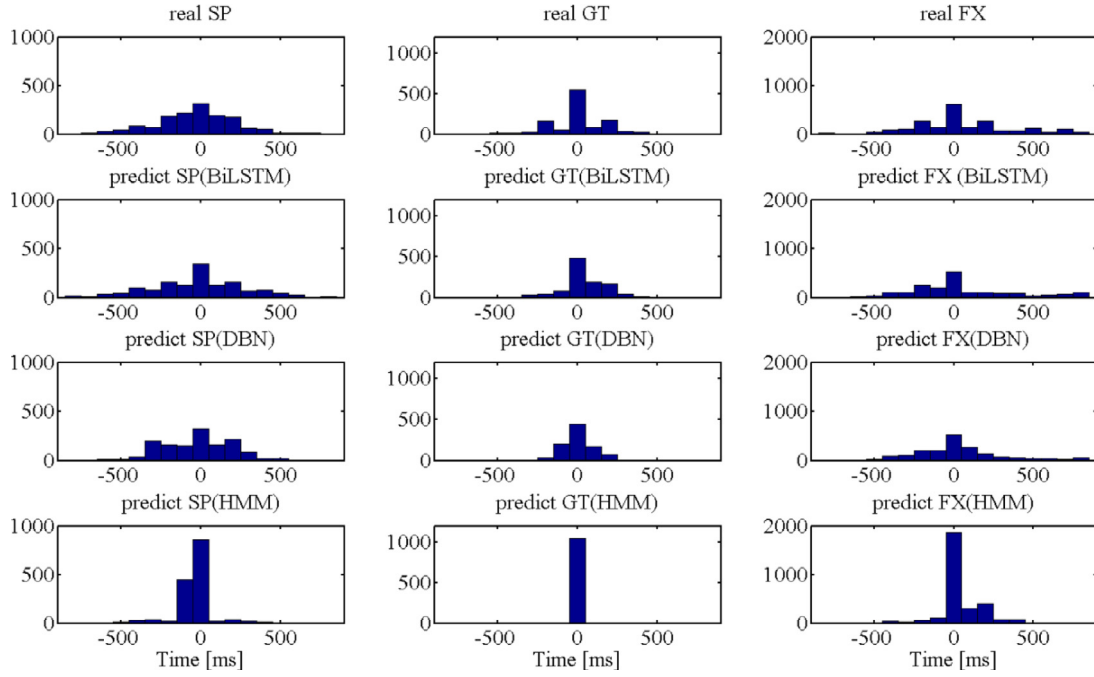 real SP real GT real FX
1000 1000 2000
500 500 1000
0 0 0
-500 0 500 -500 0 500 -500 0 500
predict SP(BiLSTM) predict GT(BiLSTM) predict FX (BiLSTM)
1000 1000 2000
500 500 1000
0 0 0
-500 0 500 -500 0 500 -500 0 500
predict SP(DBN) predict GT(DBN) predict FX(DBN)
1000 1000 2000
500 500 1000
0 0 0
-500 0 500 -500 0 500 -500 0 500
predict SP(HMM) predict GT(HMM) predict FX(HMM)
1000 1000 2000
500 500 1000
0 0 0
-500 0 500 -500 0 500 -500 0 500
Time [ms] Time [ms] Time [ms]